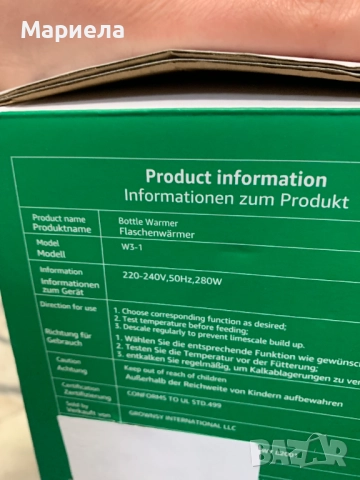 Мариела
Product information
Informationen zum Produkt
Product name
Produktname
Bottle Warmer
Flaschenwärmer
Model
Modell
W3-1
Information
Informationen
zum Gerät
220-240V,50Hz,280W
Direction for use
Richtung für
Gebrauch
1. Choose corresponding function as desired;
2. Test temperature before feeding;
3. Descale regularly to prevent limescale build up.
1. Wählen Sie die entsprechende Funktion wie gewünsc
2. Testen Sie die Temperatur vor der Fütterung;
3. entkalken Sie regelmäßig, um Kalkablagerungen zu ve
Caution
Achtung
Keep out of reach of children
Außerhalb der Reichweite von Kindern aufbewahren
Certification
Zertifizierung
CONFORMS TO UL STD.499
Sold by
Verkauft von
GROWNSY INTERNATIONAL LLC
BAZAR